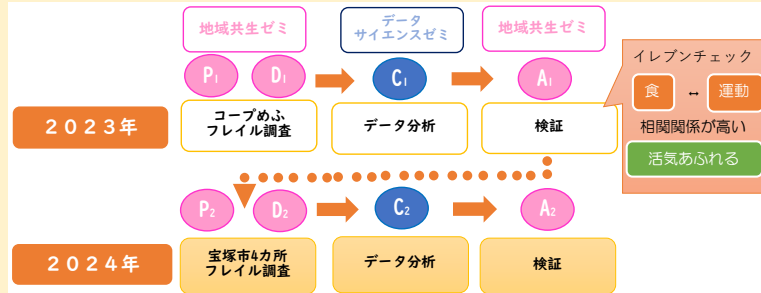 地域共生ゼミ
データ
サイエンスゼミ
地域共生ゼミ
P₁
D₁
C₁
A₁
2023年
コープめふ
フレイル調査
データ分析
検証
イレブンチェック
食 ↔ 運動
相関関係が高い
活気あふれる
P₂
D₂
C₂
A₂
2024年
宝塚市4カ所
フレイル調査
データ分析
検証